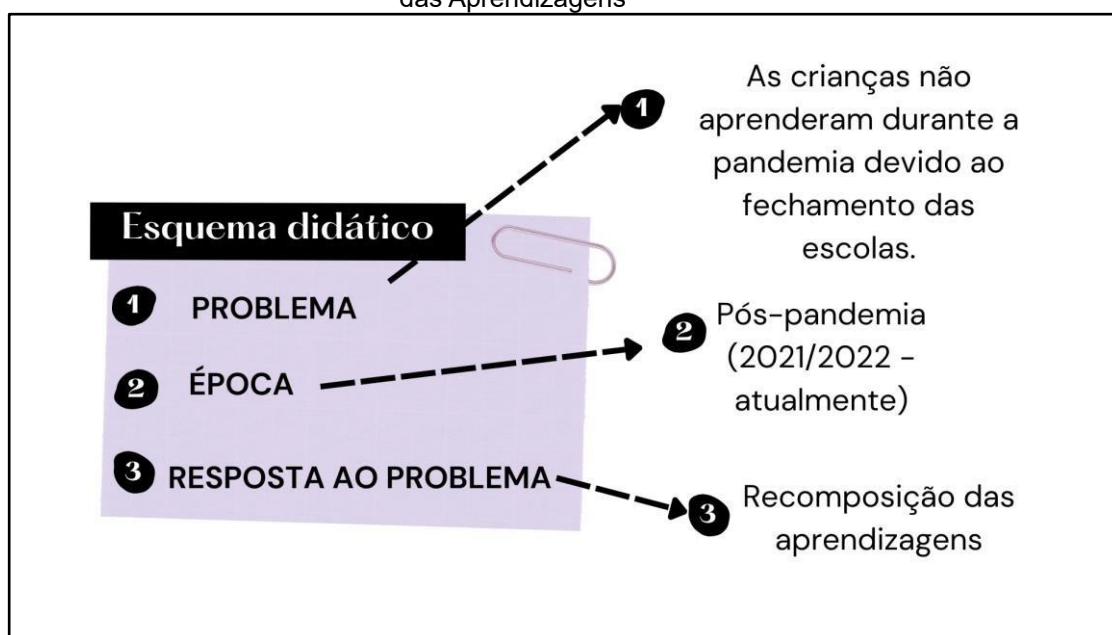 das Aprendizagens
Esquema didático
1 PROBLEMA
2 ÉPOCA
3 RESPOSTA AO PROBLEMA
1 As crianças não
aprenderam durante a
pandemia devido ao
fechamento das
escolas.
2 Pós-pandemia
(2021/2022 -
atualmente)
3 Recomposição das
aprendizagens